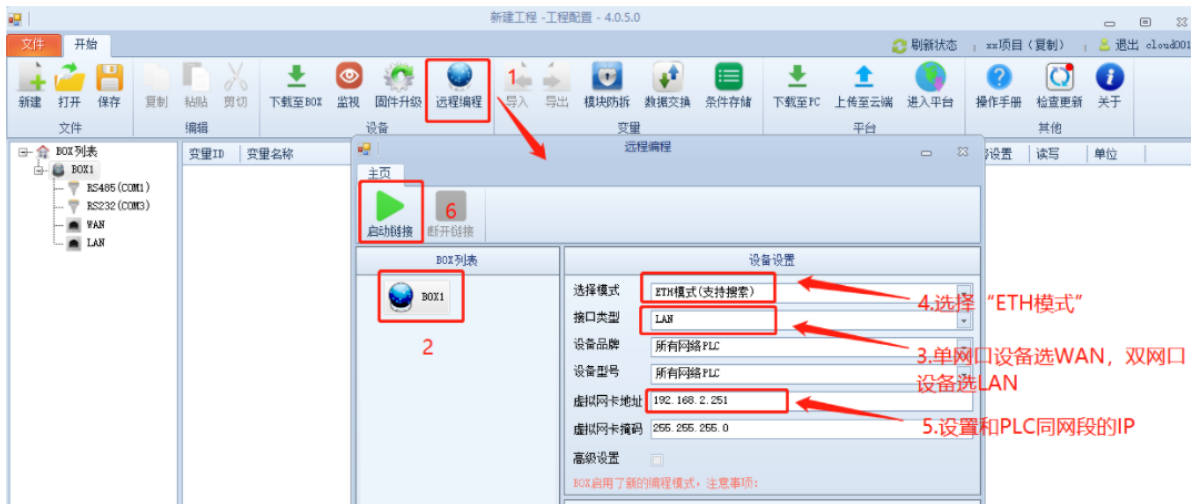 新建工程 -工程配置 - 4.0.5.0
文件 开始 刷新状态 xx项目（复制） 退出 cloud001
新建 打开 保存 复制 粘贴 剪切 下载至BOX 监视 固件升级 远程编程 1 导入 导出 模块防拆 数据交换 条件存储 下载至PC 上传至云端 进入平台 操作手册 检查更新 关于
文件 编辑 设备 变量 平台 其他
BOX列表
BOX1
RS485(COM1)
RS232(COM3)
WAN
LAN
变量ID 变量名称 设置 读写 单位
远程编程
主页
启动链接 6 断开链接
BOX列表
BOX1
2
设备设置
选择模式 ETH模式(支持搜索)
接口类型 LAN
设备品牌 所有网络PLC
设备型号 所有网络PLC
虚拟网卡地址 192.168.2.251
虚拟网卡掩码 255.255.255.0
高级设置
BOX启用了新的编程模式，注意事项:
4.选择“ETH模式”
3.单网口设备选WAN，双网口
设备选LAN
5.设置和PLC同网段的IP